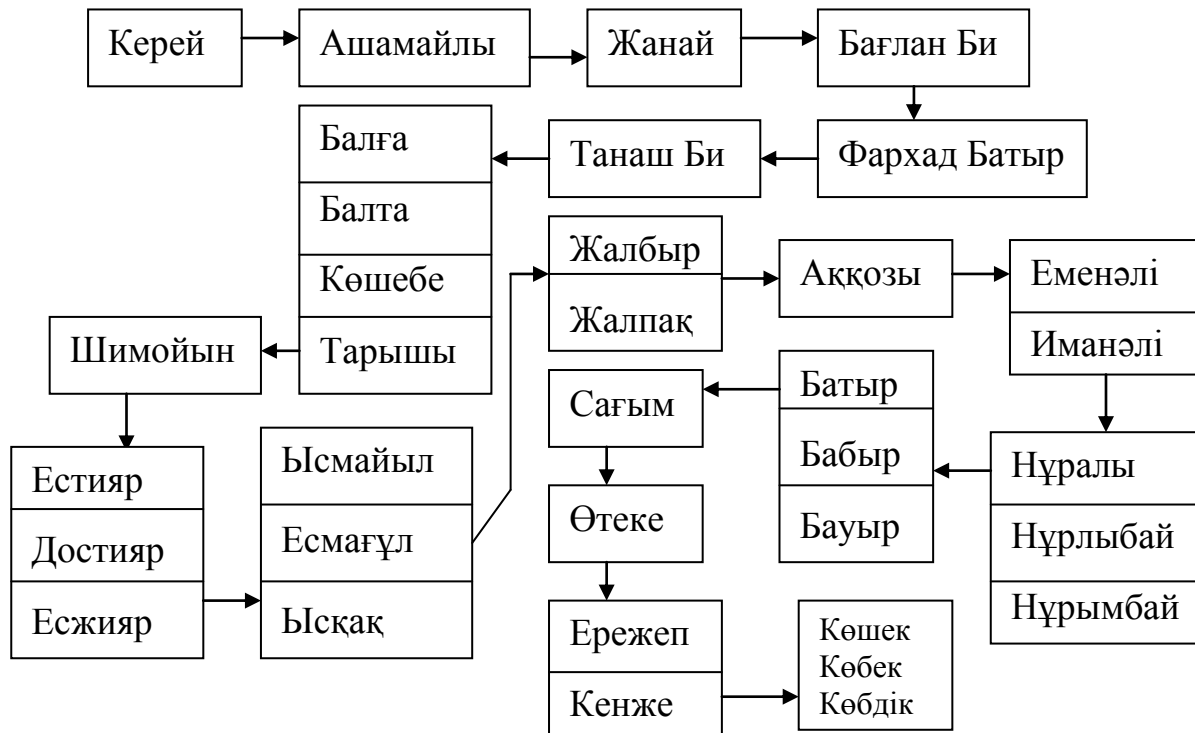 Керей
Ашамайлы
Жанай
Бағлан Би
Фархад Батыр
Танаш Би
Балға
Балта
Көшебе
Тарышы
Шимойын
Естияр
Достияр
Есжияр
Ысмайыл
Есмағұл
Ысқақ
Жалбыр
Жалпақ
Аққозы
Еменәлі
Иманәлі
Нұралы
Нұрлыбай
Нұрымбай
Батыр
Бабыр
Бауыр
Сағым
Өтеке
Ережеп
Кенже
Көшек
Көбек
Көбдік